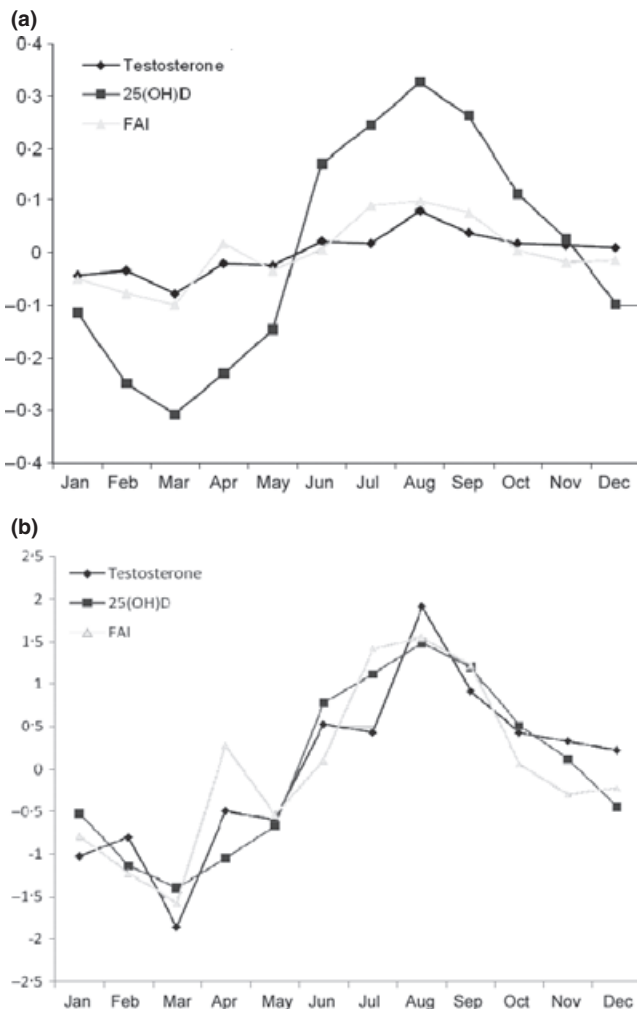 (a)
0·4
Testosterone
0·3
25(OH)D
FAI
0·2
0·1
0
–0·1
–0·2
–0·3
–0·4
Jan Feb Mar Apr May Jun Jul Aug Sep Oct Nov Dec
(b)
2·5
Testosterone
2
25(OH)D
1·5
FAI
1
0·5
0
–0·5
–1
–1·5
–2
–2·5
Jan Feb Mar Apr May Jun Jul Aug Sep Oct Nov Dec